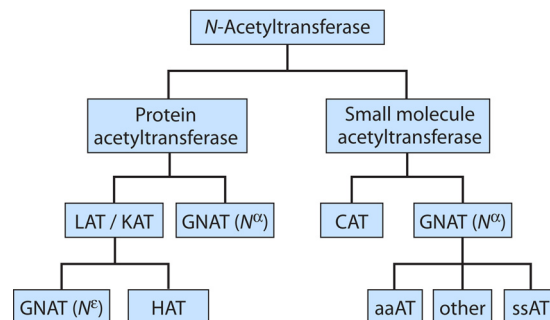 N-Acetyltransferase
Protein
acetyltransferase
Small molecule
acetyltransferase
LAT / KAT
GNAT (Nα)
CAT
GNAT (Nα)
GNAT (Nε)
HAT
aaAT
other
ssAT